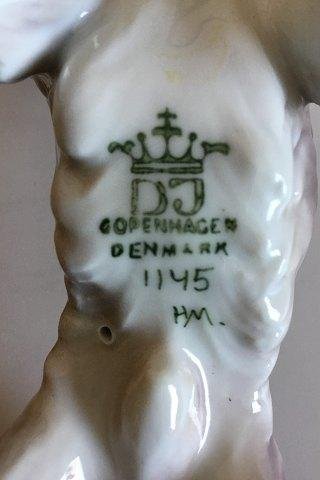 DJ
COPENHAGEN
DENMARK
1145
HM.